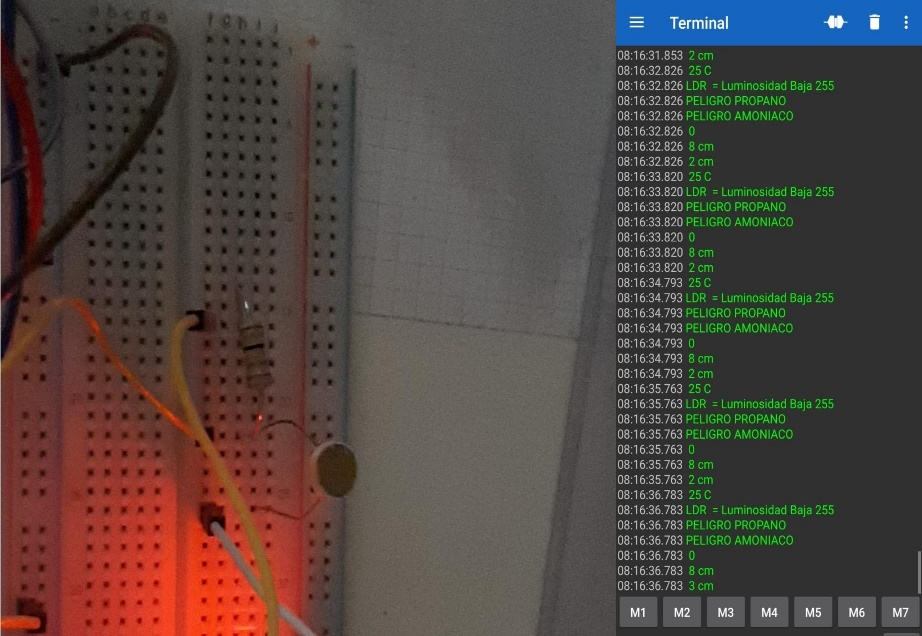 a b c d e f g h i j
+ -
Terminal
08:16:31.853 2 cm
08:16:32.826 25 C
08:16:32.826 LDR = Luminosidad Baja 255
08:16:32.826 PELIGRO PROPANO
08:16:32.826 PELIGRO AMONIACO
08:16:32.826 0
08:16:32.826 8 cm
08:16:32.826 2 cm
08:16:33.820 25 C
08:16:33.820 LDR = Luminosidad Baja 255
08:16:33.820 PELIGRO PROPANO
08:16:33.820 PELIGRO AMONIACO
08:16:33.820 0
08:16:33.820 8 cm
08:16:33.820 2 cm
08:16:34.793 25 C
08:16:34.793 LDR = Luminosidad Baja 255
08:16:34.793 PELIGRO PROPANO
08:16:34.793 PELIGRO AMONIACO
08:16:34.793 0
08:16:34.793 8 cm
08:16:34.793 2 cm
08:16:35.763 25 C
08:16:35.763 LDR = Luminosidad Baja 255
08:16:35.763 PELIGRO PROPANO
08:16:35.763 PELIGRO AMONIACO
08:16:35.763 0
08:16:35.763 8 cm
08:16:35.763 2 cm
08:16:36.783 25 C
08:16:36.783 LDR = Luminosidad Baja 255
08:16:36.783 PELIGRO PROPANO
08:16:36.783 PELIGRO AMONIACO
08:16:36.783 0
08:16:36.783 8 cm
08:16:36.783 3 cm
M1 M2 M3 M4 M5 M6 M7